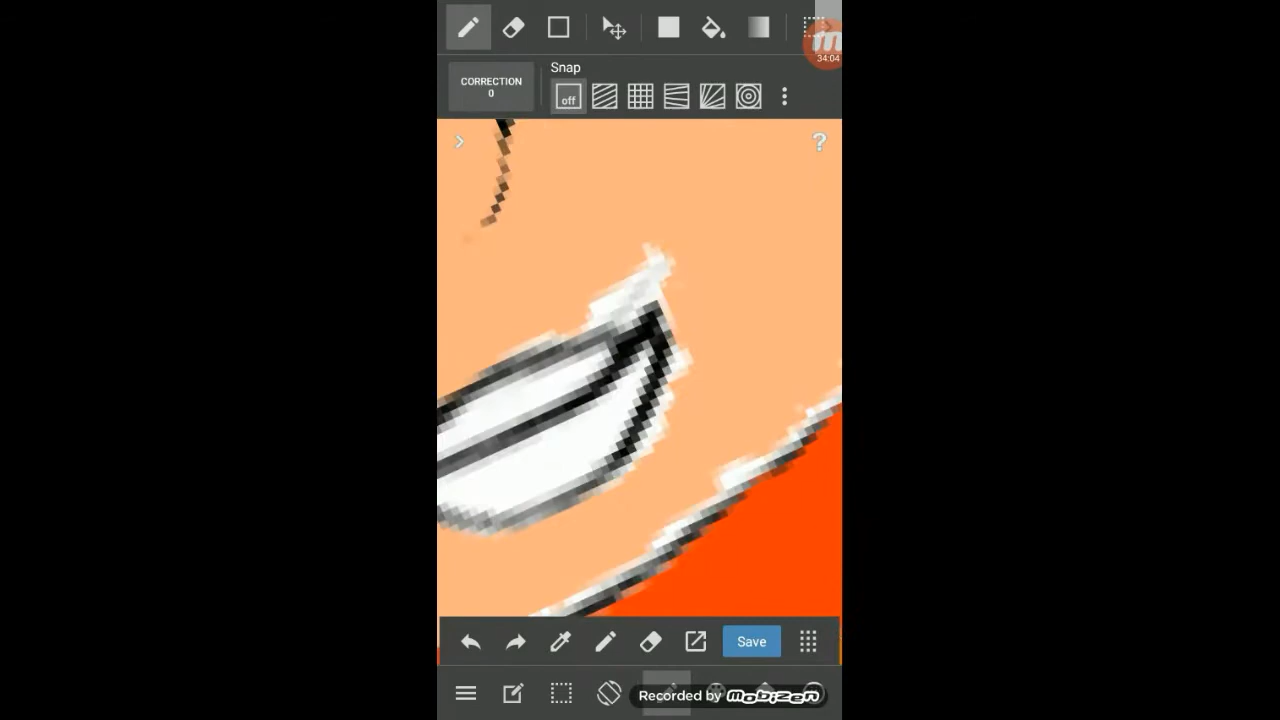 34:04
Snap
CORRECTION
0
off
?
Save
Recorded by MobiZen